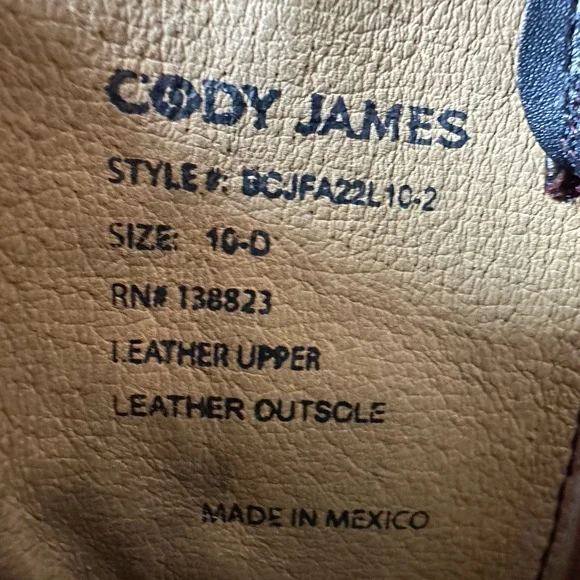 CODY JAMES
STYLE #: BCJFA22L10-2
SIZE: 10-D
RN# 138823
LEATHER UPPER
LEATHER OUTSOLE
MADE IN MEXICO